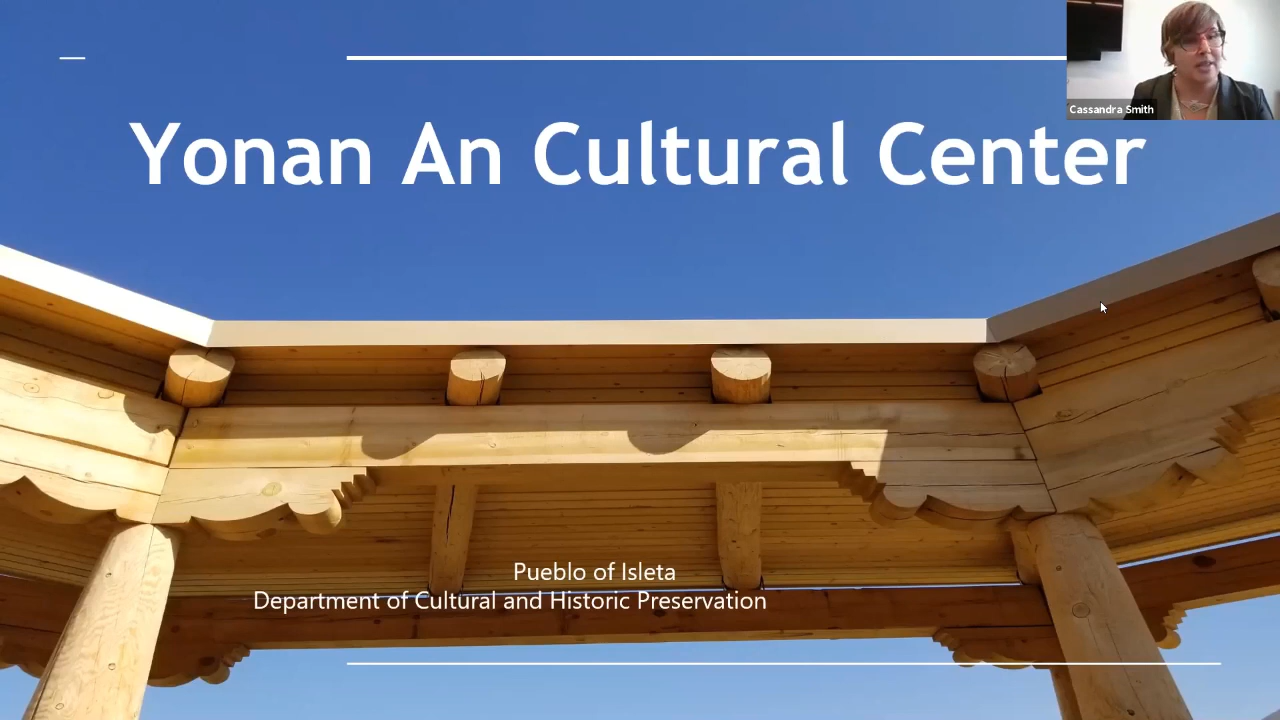 Cassandra Smith
Yonan An Cultural Center
Pueblo of Isleta
Department of Cultural and Historic Preservation